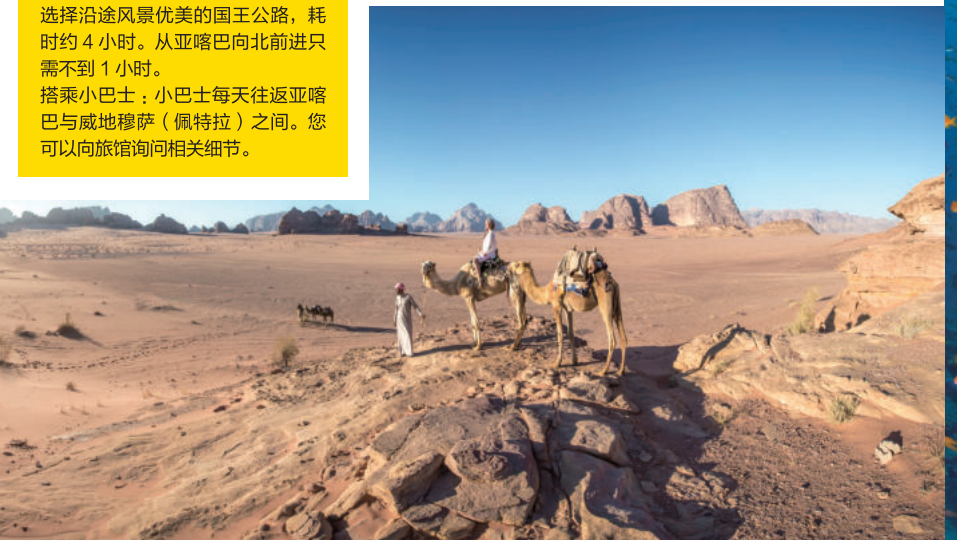 选择沿途风景优美的国王公路，耗
时约 4 小时。从亚喀巴向北前进只
需不到 1 小时。
搭乘小巴士：小巴士每天往返亚喀
巴与威地穆萨（佩特拉）之间。您
可以向旅馆询问相关细节。